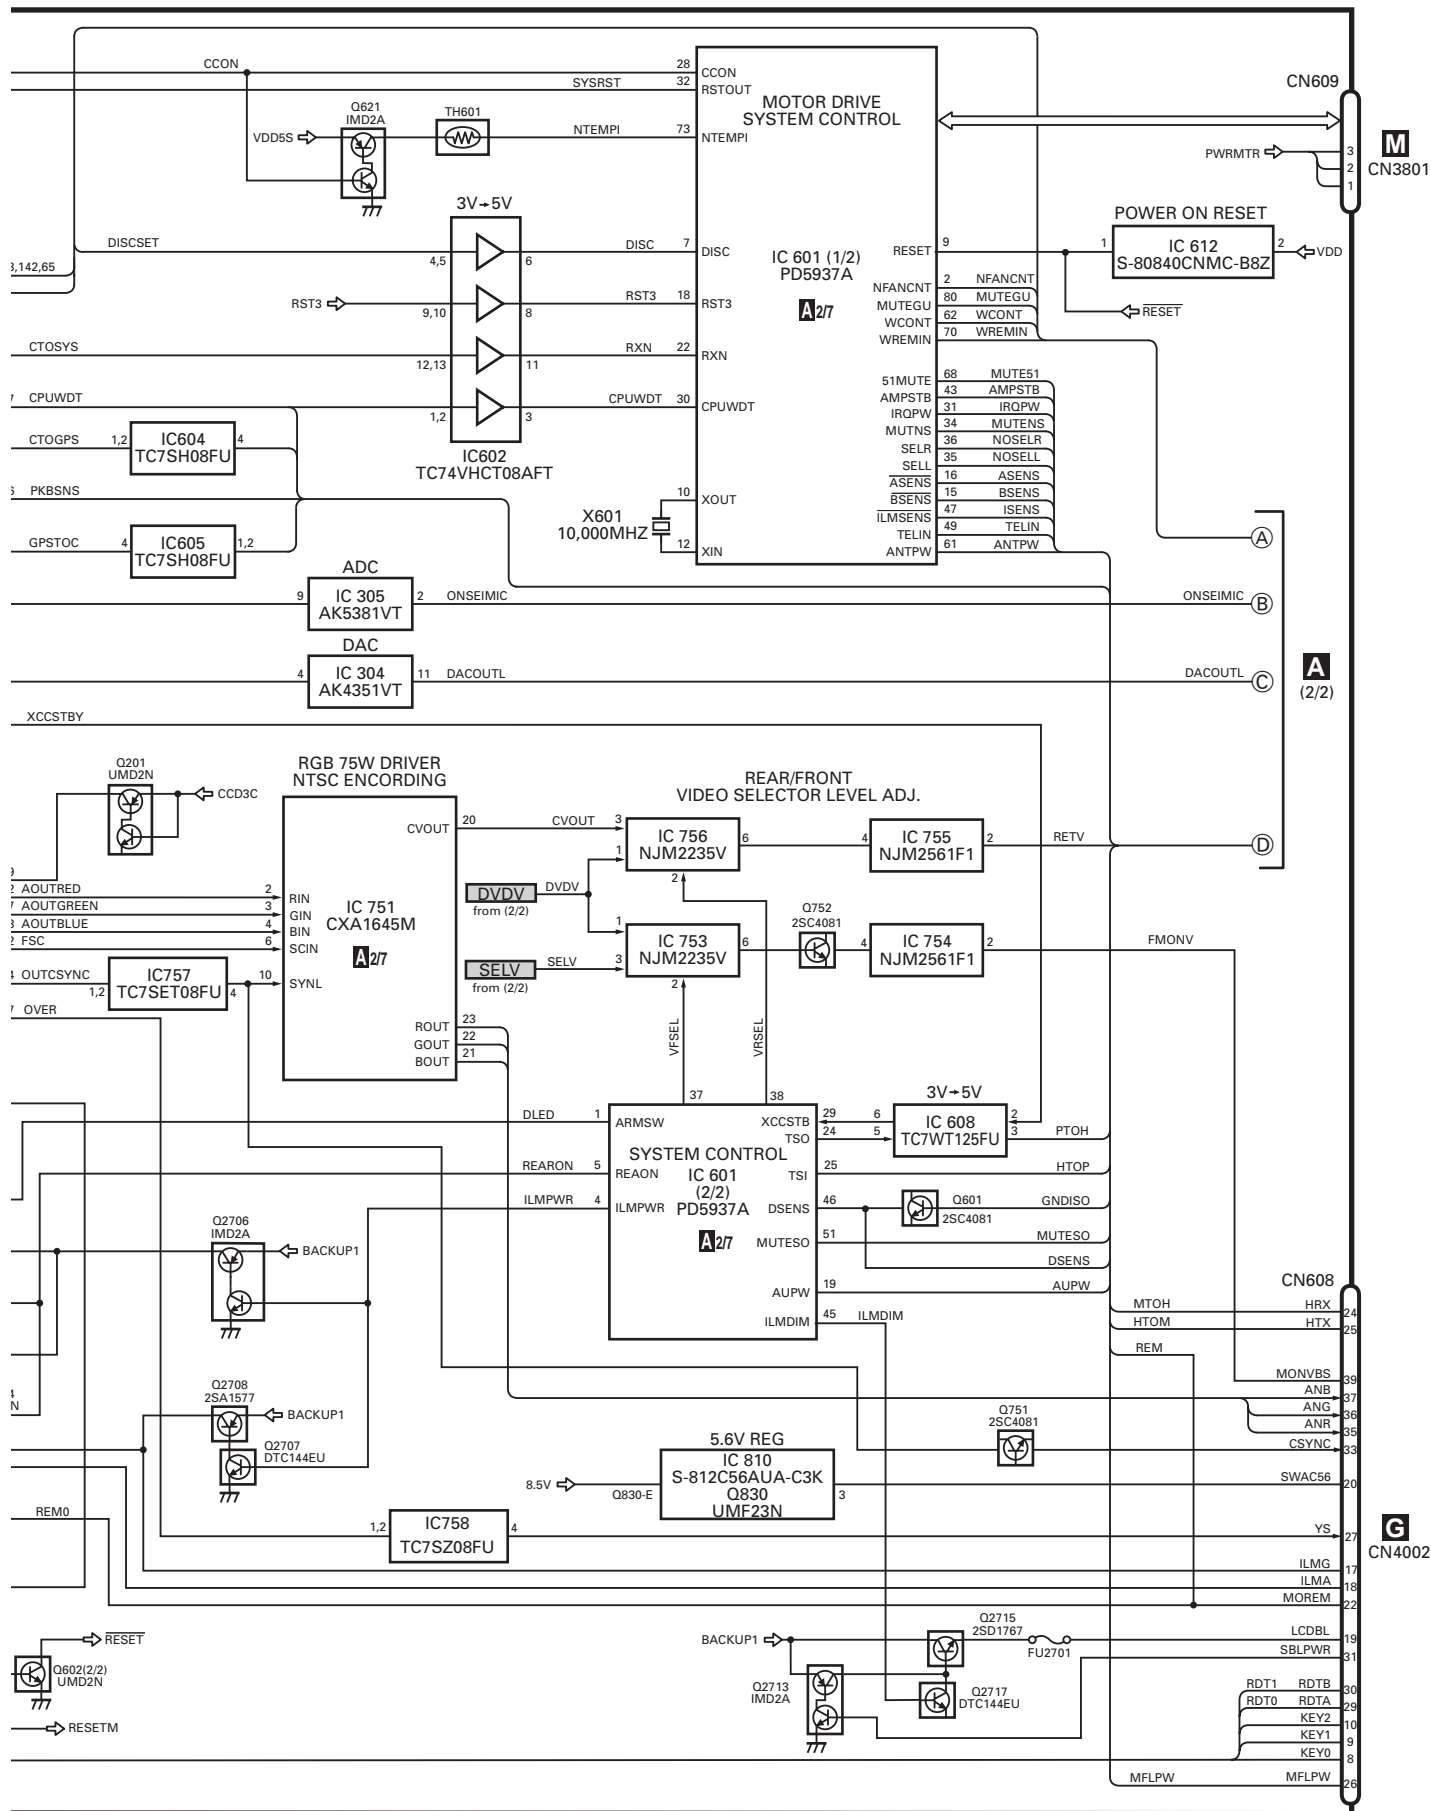 CCON
28
CCON
SYSRST
32
RSTOUT
MOTOR DRIVE
SYSTEM CONTROL
CN609
Q621
IMD2A
TH601
VDD5S
NTEMPI
73
NTEMPI
PWRMTR
3
2
1
M
CN3801
3V→5V
POWER ON RESET
DISCSET
4,5
6
DISC
7
DISC
IC 601 (1/2)
PD5937A
A 2/7
RESET
9
1
IC 612
S-80840CNMC-B8Z
2
VDD
RESET
3,142,65
RST3
9,10
8
RST3
18
RST3
NFANCNT
2
NFANCNT
MUTEGU
80
MUTEGU
WCONT
62
WCONT
WREMIN
70
WREMIN
CTOSYS
12,13
11
RXN
22
RXN
51MUTE
68
MUTE51
AMPSTB
43
AMPSTB
IRQPW
31
IRQPW
MUTNS
34
MUTENS
SELR
36
NOSELR
SELL
35
NOSELL
ASENS
16
ASENS
BSENS
15
BSENS
ILMSENS
47
ISENS
TELIN
49
TELIN
ANTPW
61
ANTPW
7
CPUWDT
1,2
3
CPUWDT
30
CPUWDT
CTOGPS
1,2
IC604
TC7SH08FU
4
IC602
TC74VHCT08AFT
PKBSNS
X601
10,000MHZ
10
XOUT
12
XIN
GPSTOC
4
IC605
TC7SH08FU
1,2
A
ADC
9
IC 305
AK5381VT
2
ONSEIMIC
ONSEIMIC
B
DAC
4
IC 304
AK4351VT
11
DACOUTL
DACOUTL
C
A
(2/2)
XCCSTBY
Q201
UMD2N
CCD3C
RGB 75W DRIVER
NTSC ENCORDING
REAR/FRONT
VIDEO SELECTOR LEVEL ADJ.
CVOUT
20
CVOUT
3
1
2
IC 756
NJM2235V
6
4
IC 755
NJM2561F1
2
RETV
D
9
2 AOUTRED
2
RIN
7 AOUTGREEN
3
GIN
3 AOUTBLUE
4
BIN
2 FSC
6
SCIN
IC 751
CXA1645M
A 2/7
DVDV
from (2/2)
DVDV
1
IC 753
NJM2235V
3
2
6
Q752
2SC4081
4
IC 754
NJM2561F1
2
FMONV
SELV
from (2/2)
SELV
4 OUTCSYNC
1,2
IC757
TC7SET08FU
4
10
SYNL
7 OVER
ROUT
23
GOUT
22
BOUT
21
VFSEL
VRSEL
37
38
3V→5V
DLED
1
ARMSW
XCCSTB
29
6
IC 608
TC7WT125FU
2
TSO
24
5
3
PTOH
SYSTEM CONTROL
IC 601
(2/2)
PD5937A
A 2/7
REARON
5
REAON
TSI
25
HTOP
ILMPWR
4
ILMPWR
DSENS
46
Q601
2SC4081
GNDISO
MUTESO
51
MUTESO
DSENS
AUPW
19
AUPW
ILMDIM
45
ILMDIM
Q2706
IMD2A
BACKUP1
CN608
MTOH
HRX
24
HTOM
HTX
25
REM
MONVBS
39
ANB
37
ANG
36
ANR
35
CSYNC
33
4
N
Q2708
2SA1577
BACKUP1
Q2707
DTC144EU
Q751
2SC4081
5.6V REG
8.5V
Q830-E
IC 810
S-812C56AUA-C3K
Q830
UMF23N
3
SWAC56
20
REM0
1,2
IC758
TC7SZ08FU
4
YS
27
G
CN4002
ILMG
17
ILMA
18
MOREM
22
BACKUP1
Q2715
2SD1767
FU2701
LCDBL
19
SBLPWR
31
Q2713
IMD2A
Q2717
DTC144EU
RESET
Q602(2/2)
UMD2N
RESETM
RDT1
RDTB
30
RDT0
RDTA
29
KEY2
10
KEY1
9
KEY0
8
MFLPW
MFLPW
26